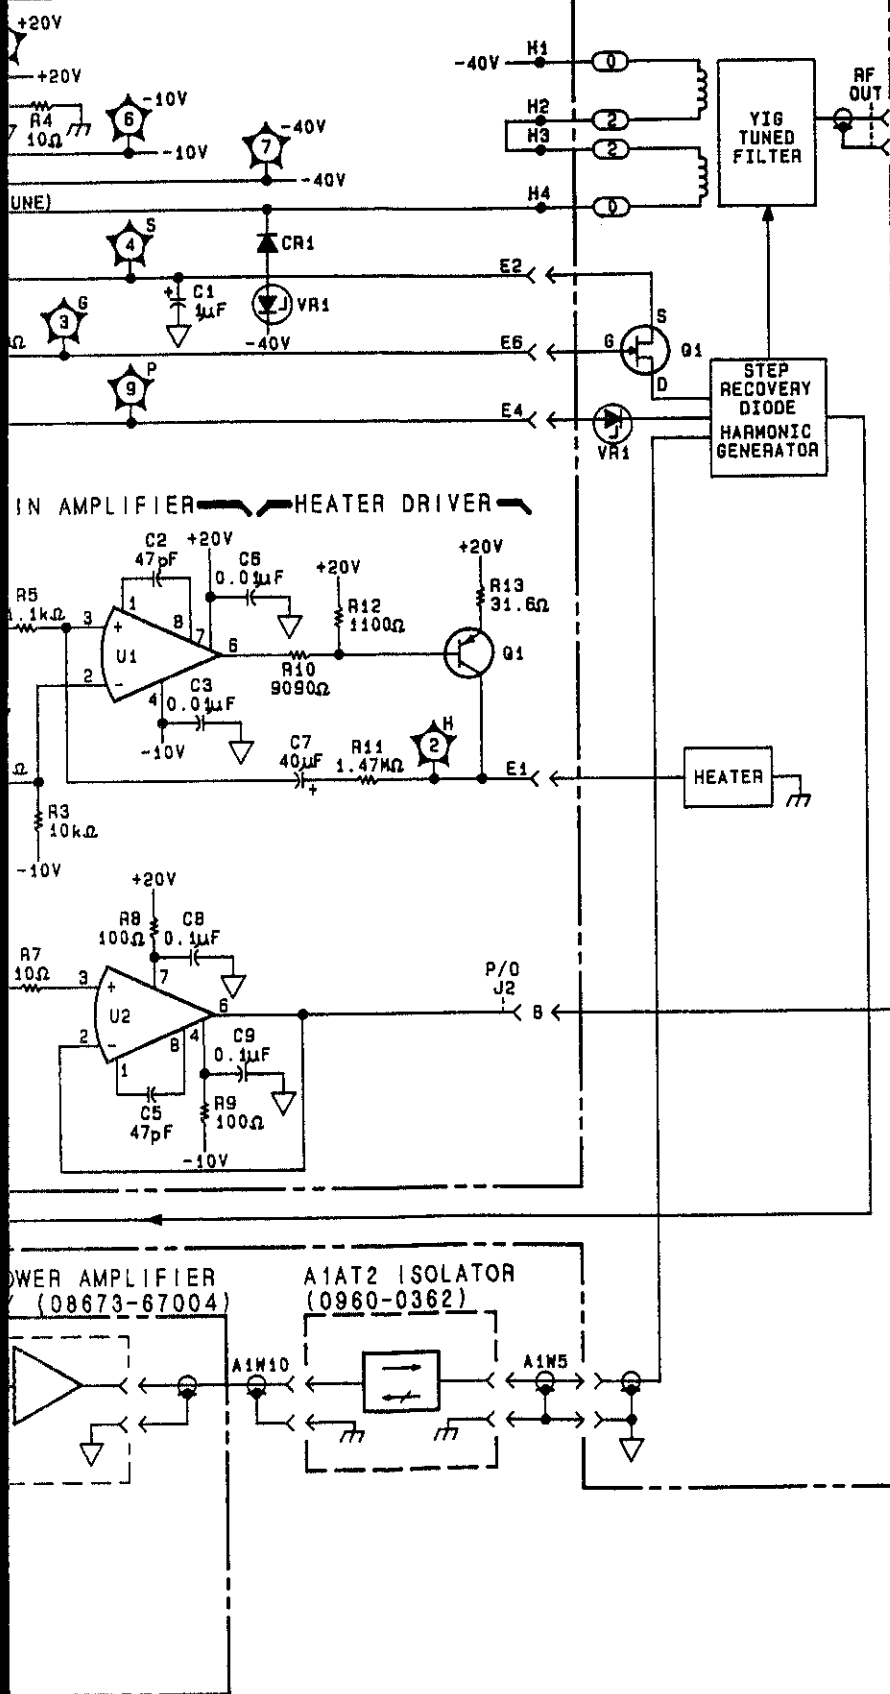 +20V
+20V
R4
10Ω
6
-10V
-10V
7
-40V
-40V
UNE)
4
S
+
C1
1µF
CR1
VR1
-40V
3
G
Ω
9
P
-40V
H1
0
H2
2
H3
2
H4
0
YIG
TUNED
FILTER
RF
OUT
E2
S
E6
G
Q1
D
E4
VR1
STEP
RECOVERY
DIODE
HARMONIC
GENERATOR
IN AMPLIFIER
HEATER DRIVER
C2
47pF
+20V
C6
0.01µF
+20V
+20V
R5
1.1kΩ
3
1
+
8
7
6
U1
2
-
4
R12
1100Ω
R13
31.6Ω
R10
9090Ω
Q1
C3
0.01µF
-10V
C7
40µF
+
R11
1.47MΩ
2
H
E1
HEATER
Ω
R3
10kΩ
-10V
+20V
R8
100Ω
C8
0.1µF
R7
10Ω
3
+
7
6
U2
2
-
1
8
4
C9
0.1µF
C5
47pF
R9
100Ω
-10V
P/O
J2
B
OWER AMPLIFIER
(08673-67004)
A1AT2 ISOLATOR
(0960-0362)
A1W10
A1W5